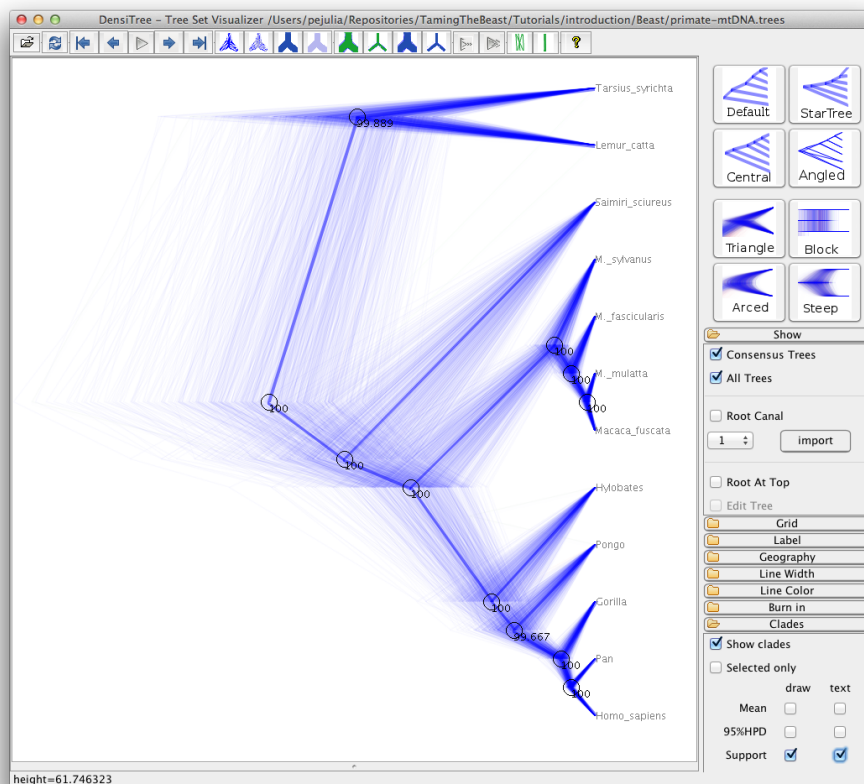 DensiTree - Tree Set Visualizer /Users/pejulia/Repositories/TamingTheBeast/Tutorials/introduction/Beast/primate-mtDNA.trees
?
Tarsius_syrichta
99.889
Lemur_catta
Saimiri_sciureus
M._sylvanus
M._fascicularis
100
M._mulatta
100
100
100
Macaca_fuscata
100
Hylobates
100
Pongo
Gorilla
100
99.667
Pan
100
100
Homo_sapiens
height=61.746323
Default
StarTree
Central
Angled
Triangle
Block
Arced
Steep
Show
Consensus Trees
All Trees
Root Canal
1
import
Root At Top
Edit Tree
Grid
Label
Geography
Line Width
Line Color
Burn in
Clades
Show clades
Selected only
draw text
Mean
95%HPD
Support